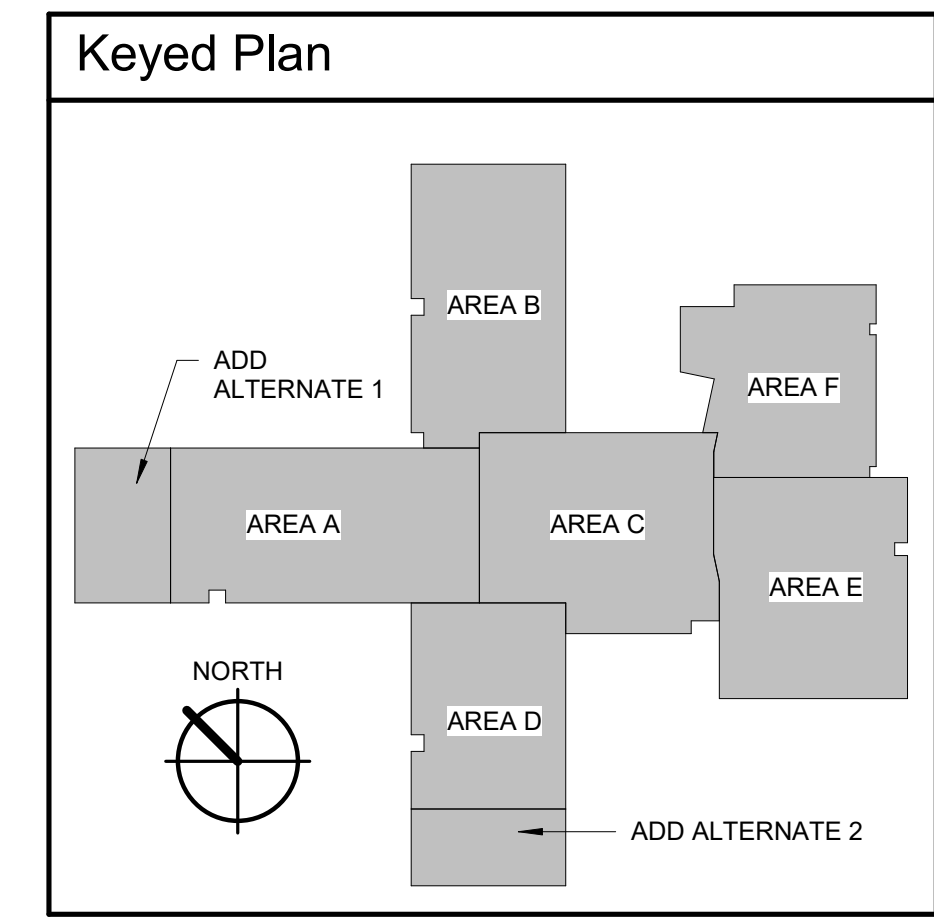 Keyed Plan
AREA B
ADD
ALTERNATE 1
AREA F
AREA A
AREA C
AREA E
NORTH
AREA D
ADD ALTERNATE 2